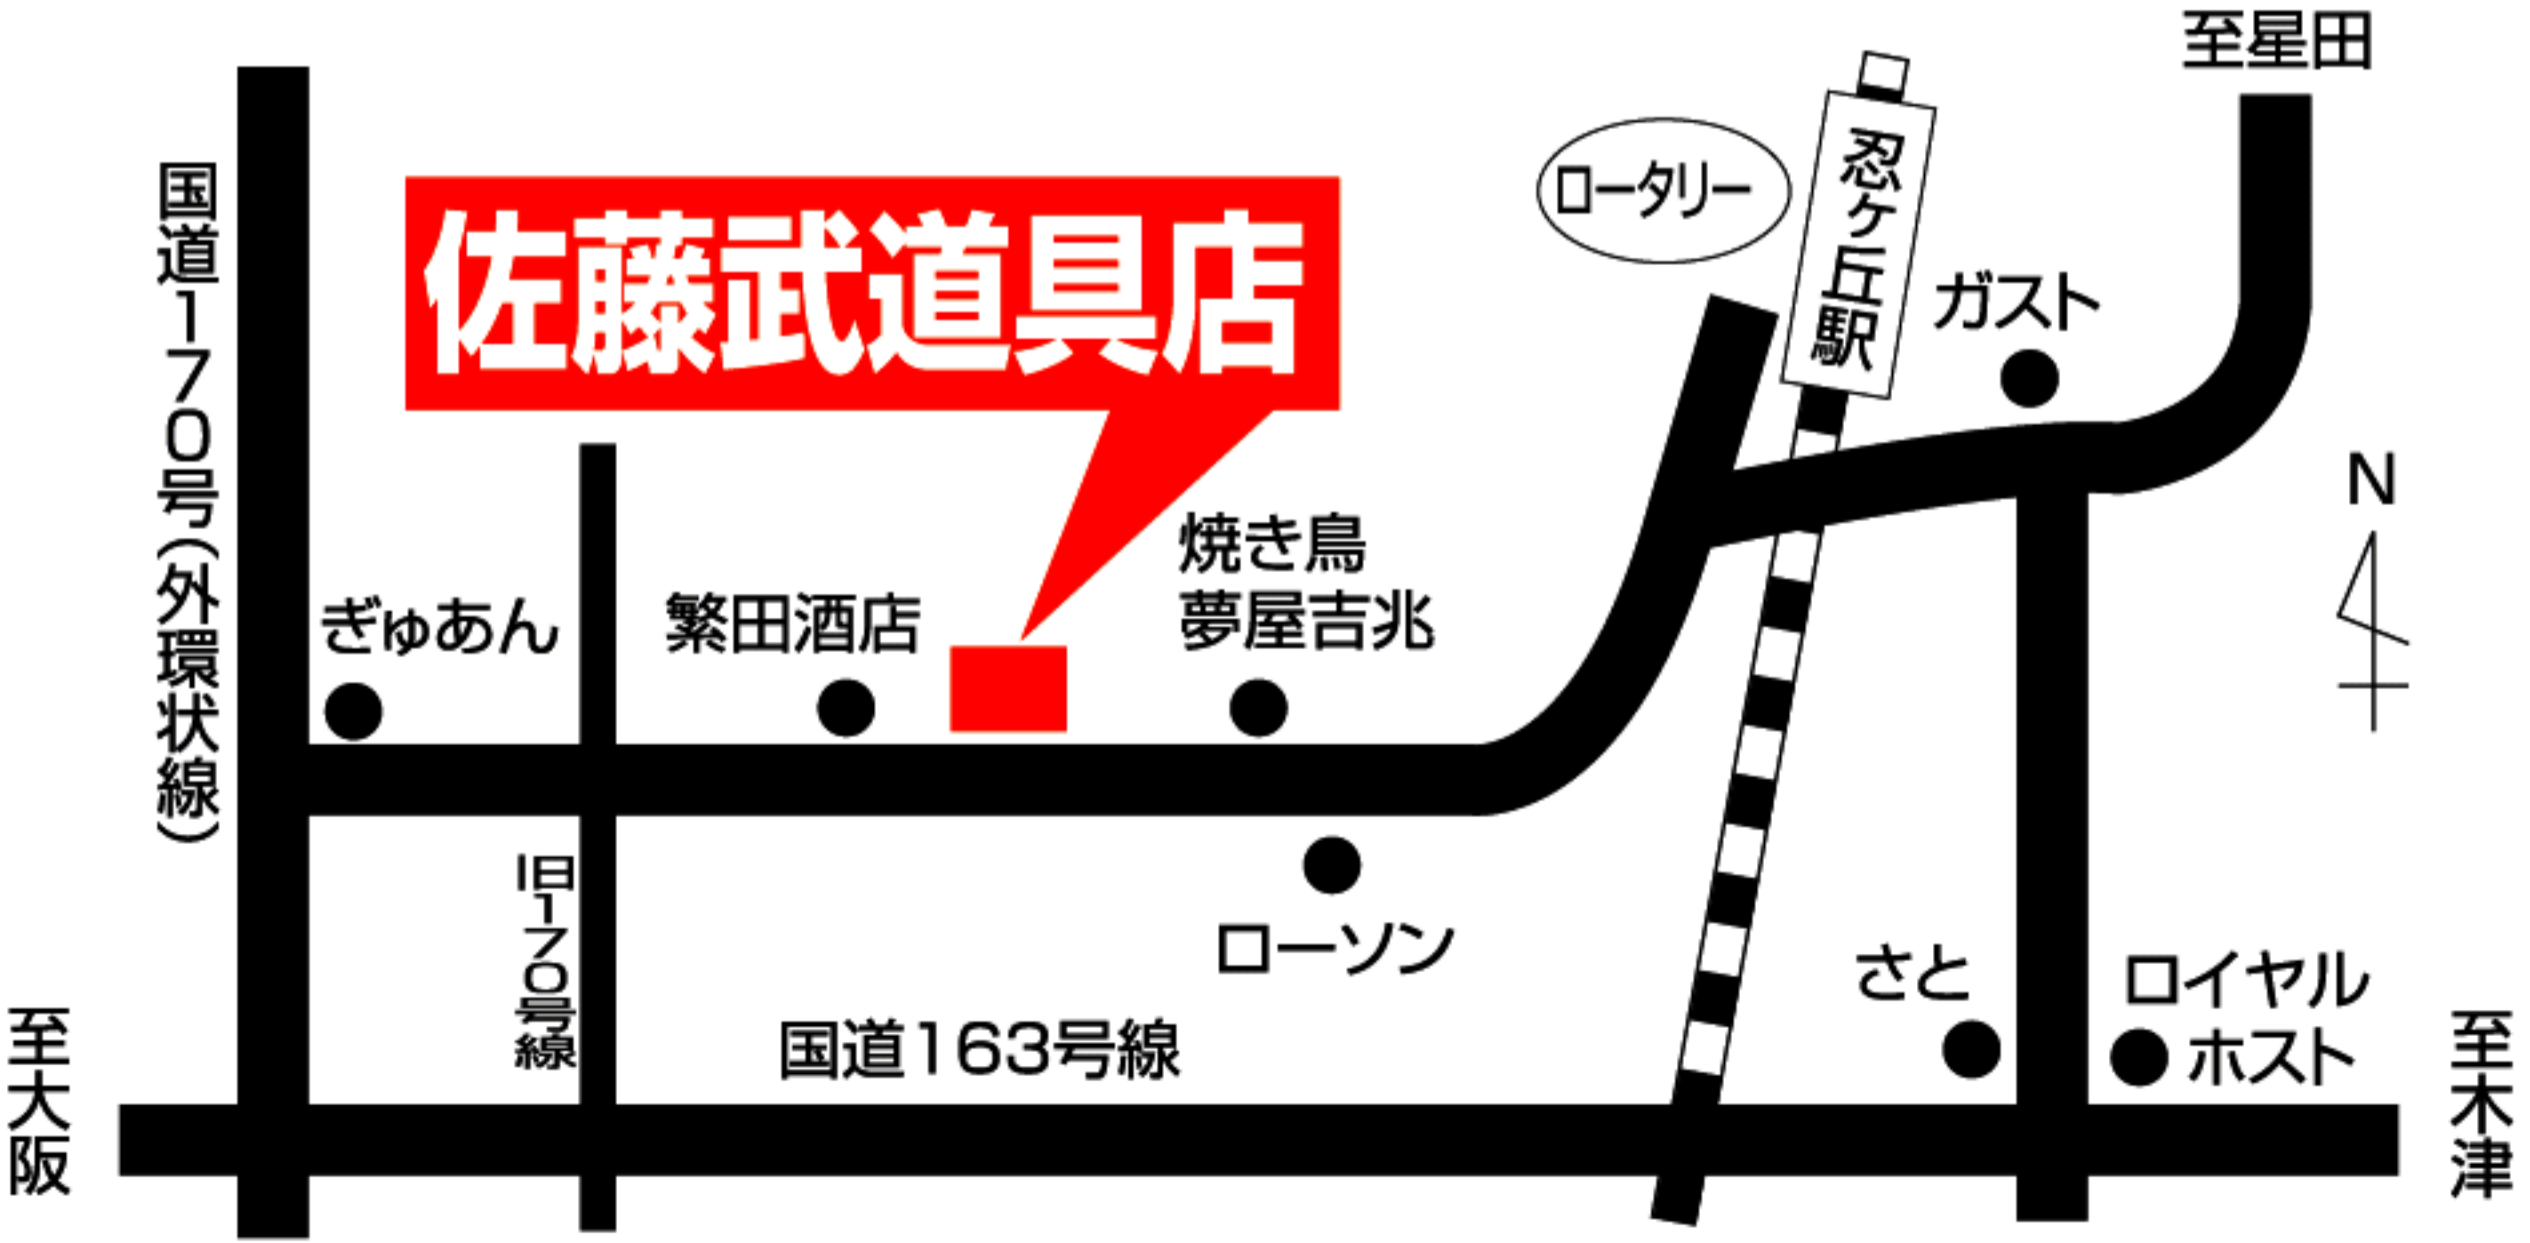 至星田
忍ヶ丘駅
ロータリー
国道170号(外環状線)
佐藤武道具店
ガスト
N
焼き鳥
夢屋吉兆
ぎゅあん
繁田酒店
旧170号線
ローソン
さと
ロイヤル
ホスト
国道163号線
至大阪
至木津